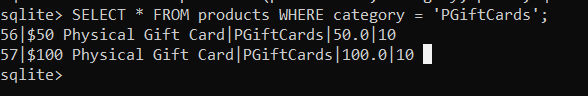 sqlite> SELECT * FROM products WHERE category = 'PGiftCards';
56|$50 Physical Gift Card|PGiftCards|50.0|10
57|$100 Physical Gift Card|PGiftCards|100.0|10
sqlite>